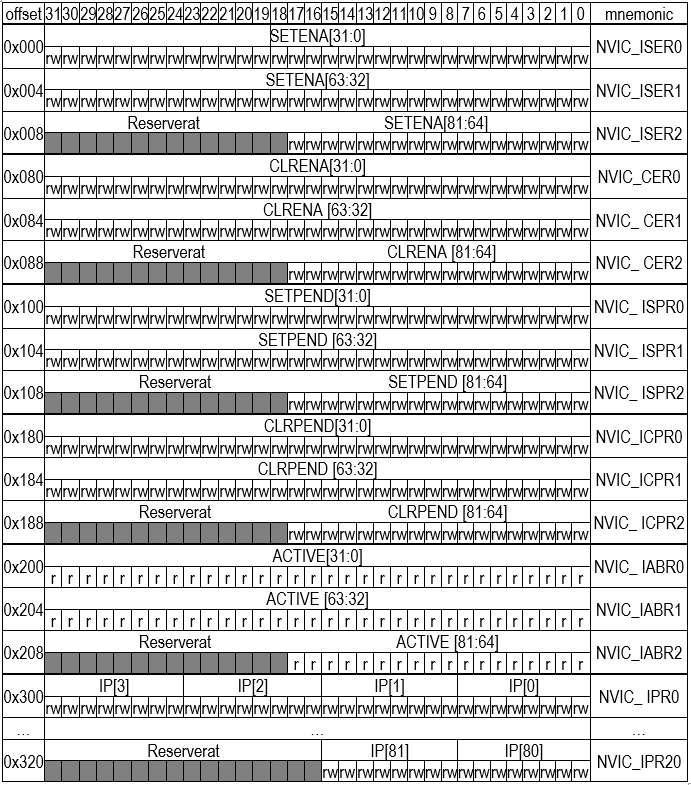 offset 31 30 29 28 27 26 25 24 23 22 21 20 19 18 17 16 15 14 13 12 11 10 9 8 7 6 5 4 3 2 1 0 mnemonic
0x000 SETENA[31:0] NVIC_ISER0
rw rw rw rw rw rw rw rw rw rw rw rw rw rw rw rw rw rw rw rw rw rw rw rw rw rw rw rw rw rw rw rw
0x004 SETENA[63:32] NVIC_ISER1
rw rw rw rw rw rw rw rw rw rw rw rw rw rw rw rw rw rw rw rw rw rw rw rw rw rw rw rw rw rw rw rw
0x008 Reserverat SETENA[81:64] NVIC_ISER2
rw rw rw rw rw rw rw rw rw rw rw rw rw rw rw rw rw rw
0x080 CLRENA[31:0] NVIC_CER0
rw rw rw rw rw rw rw rw rw rw rw rw rw rw rw rw rw rw rw rw rw rw rw rw rw rw rw rw rw rw rw rw
0x084 CLRENA [63:32] NVIC_ CER1
rw rw rw rw rw rw rw rw rw rw rw rw rw rw rw rw rw rw rw rw rw rw rw rw rw rw rw rw rw rw rw rw
0x088 Reserverat CLRENA [81:64] NVIC_ CER2
rw rw rw rw rw rw rw rw rw rw rw rw rw rw rw rw rw rw
0x100 SETPEND[31:0] NVIC_ ISPR0
rw rw rw rw rw rw rw rw rw rw rw rw rw rw rw rw rw rw rw rw rw rw rw rw rw rw rw rw rw rw rw rw
0x104 SETPEND [63:32] NVIC_ ISPR1
rw rw rw rw rw rw rw rw rw rw rw rw rw rw rw rw rw rw rw rw rw rw rw rw rw rw rw rw rw rw rw rw
0x108 Reserverat SETPEND [81:64] NVIC_ ISPR2
rw rw rw rw rw rw rw rw rw rw rw rw rw rw rw rw rw rw
0x180 CLRPEND[31:0] NVIC_ICPR0
rw rw rw rw rw rw rw rw rw rw rw rw rw rw rw rw rw rw rw rw rw rw rw rw rw rw rw rw rw rw rw rw
0x184 CLRPEND [63:32] NVIC_ICPR1
rw rw rw rw rw rw rw rw rw rw rw rw rw rw rw rw rw rw rw rw rw rw rw rw rw rw rw rw rw rw rw rw
0x188 Reserverat CLRPEND [81:64] NVIC_ ICPR2
rw rw rw rw rw rw rw rw rw rw rw rw rw rw rw rw rw rw
0x200 ACTIVE[31:0] NVIC_ IABR0
r r r r r r r r r r r r r r r r r r r r r r r r r r r r r r r r
0x204 ACTIVE [63:32] NVIC_IABR1
r r r r r r r r r r r r r r r r r r r r r r r r r r r r r r r r
0x208 Reserverat ACTIVE [81:64] NVIC_IABR2
r r r r r r r r r r r r r r r r r r
0x300 IP[3] IP[2] IP[1] IP[0] NVIC_ IPR0
rw rw rw rw rw rw rw rw rw rw rw rw rw rw rw rw rw rw rw rw rw rw rw rw rw rw rw rw rw rw rw rw
... ... ...
0x320 Reserverat IP[81] IP[80] NVIC_IPR20
rw rw rw rw rw rw rw rw rw rw rw rw rw rw rw rw